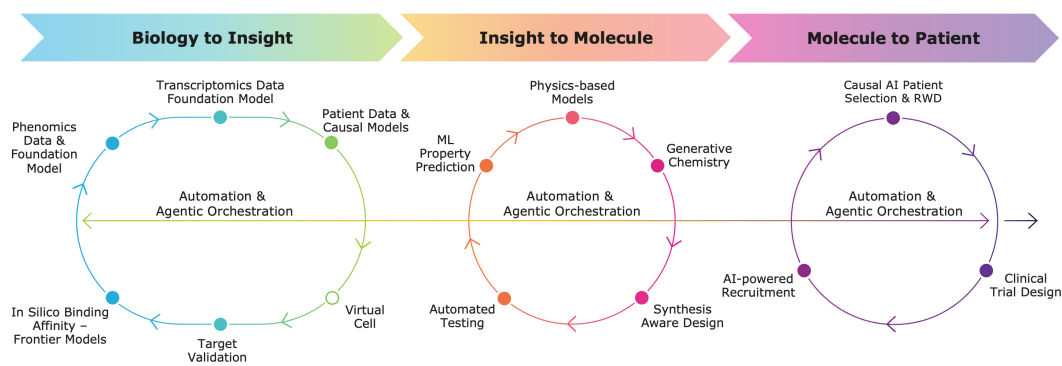 Biology to Insight
Insight to Molecule
Molecule to Patient
Transcriptomics Data
Foundation Model
Patient Data &
Causal Models
Phenomics
Data &
Foundation
Model
Automation &
Agentic Orchestration
In Silico Binding
Affinity –
Frontier Models
Target
Validation
Virtual
Cell
Physics-based
Models
ML
Property
Prediction
Generative
Chemistry
Automation &
Agentic Orchestration
Automated
Testing
Synthesis
Aware Design
Causal AI Patient
Selection & RWD
Automation &
Agentic Orchestration
AI-powered
Recruitment
Clinical
Trial Design